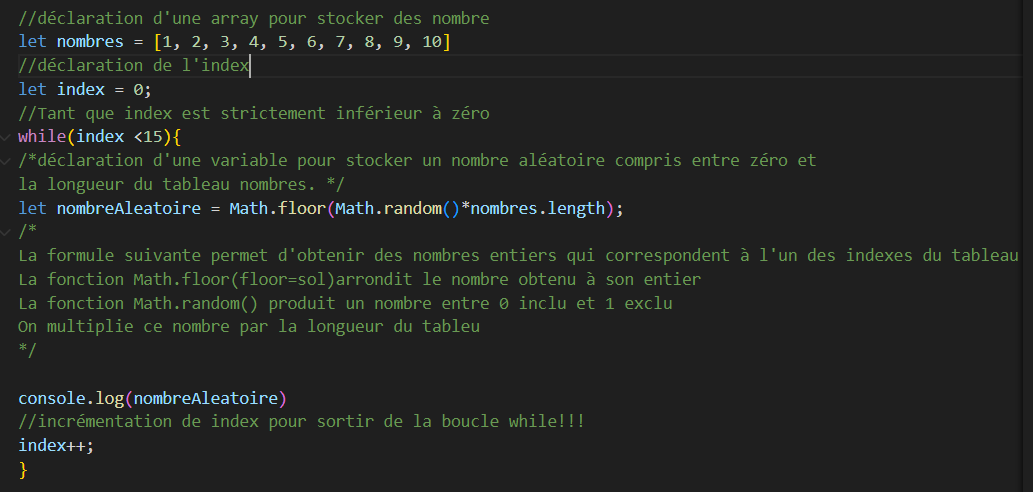 //déclaration d'une array pour stocker des nombre
let nombres = [1, 2, 3, 4, 5, 6, 7, 8, 9, 10]
//déclaration de l'index
let index = 0;
//Tant que index est strictement inférieur à zéro
while(index <15){
/*déclaration d'une variable pour stocker un nombre aléatoire compris entre zéro et
la longueur du tableau nombres. */
let nombreAleatoire = Math.floor(Math.random()*nombres.length);
/*
La formule suivante permet d'obtenir des nombres entiers qui correspondent à l'un des indexes du tableau
La fonction Math.floor(floor=sol)arrondit le nombre obtenu à son entier
La fonction Math.random() produit un nombre entre 0 inclu et 1 exclu
On multiplie ce nombre par la longueur du tableu
*/
console.log(nombreAleatoire)
//incrémentation de index pour sortir de la boucle while!!!
index++;
}